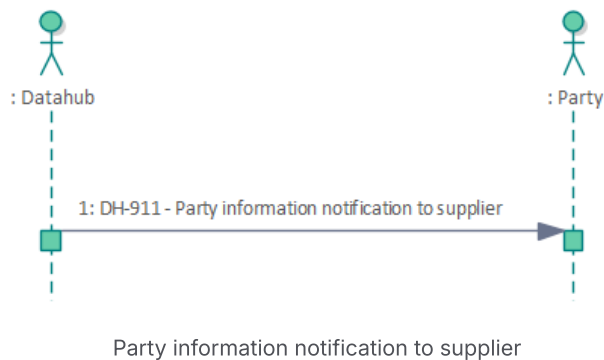 : Datahub
: Party
1: DH-911 - Party information notification to supplier
Party information notification to supplier